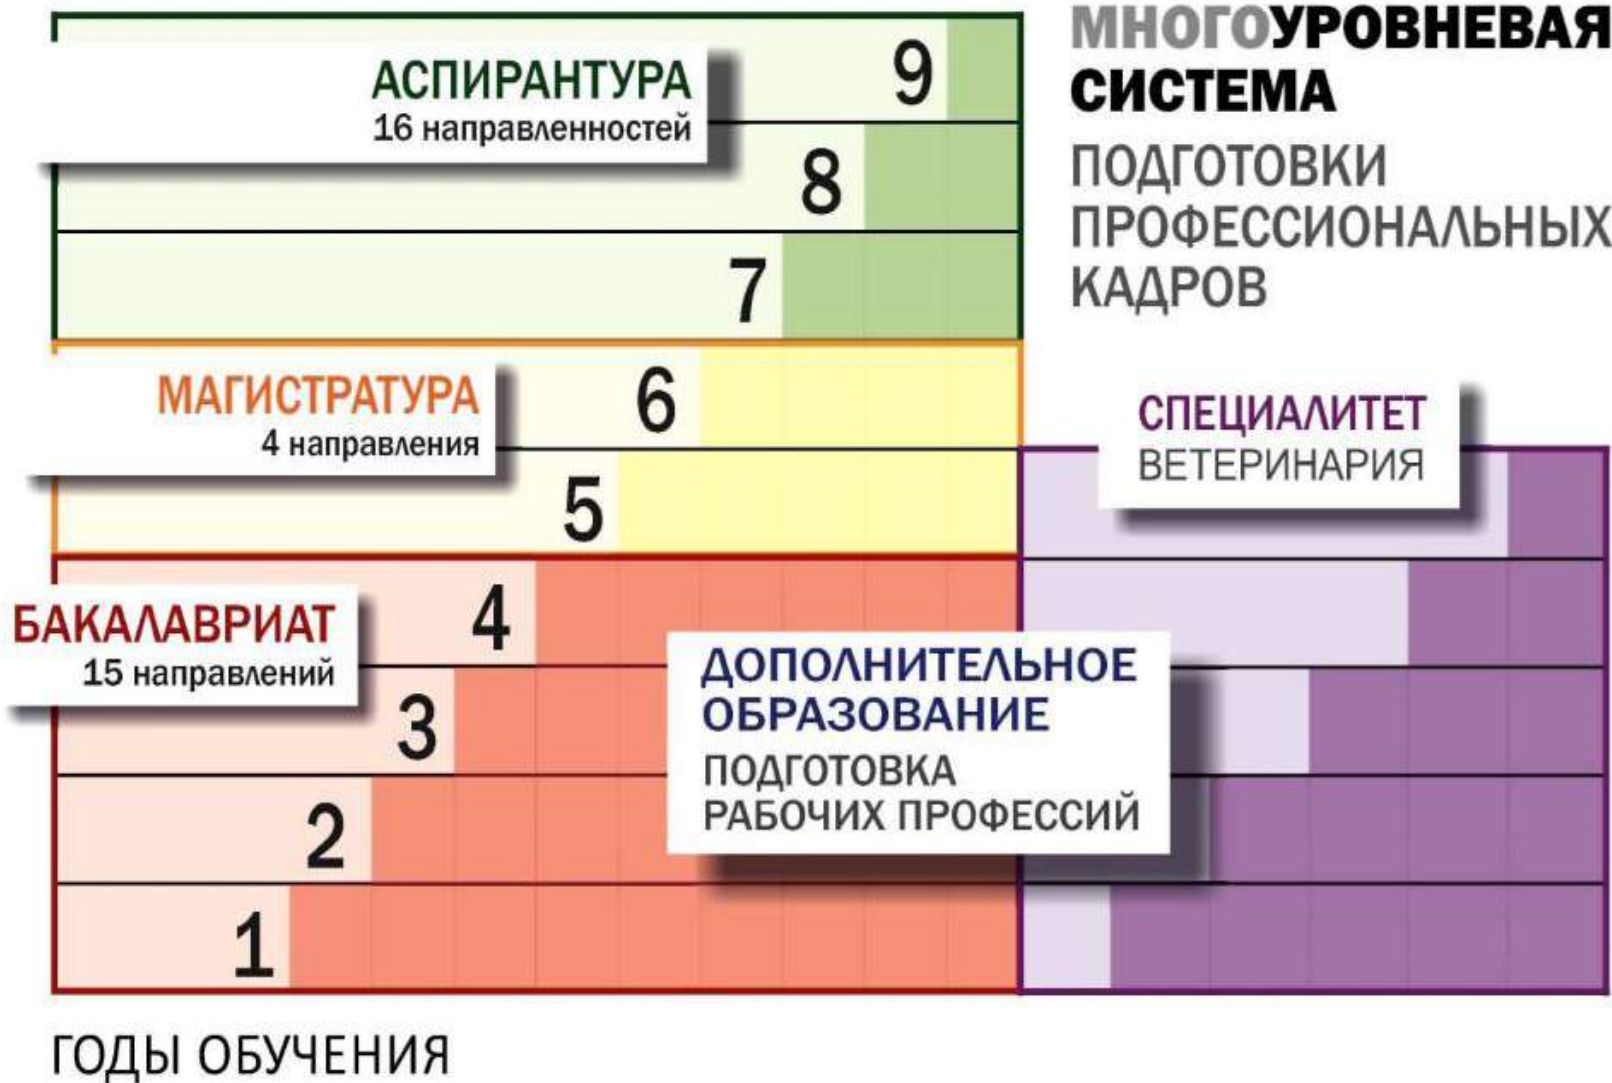 МНОГОУРОВНЕВАЯ
СИСТЕМА
ПОДГОТОВКИ
ПРОФЕССИОНАЛЬНЫХ
КАДРОВ
АСПИРАНТУРА
16 направленностей
9
8
7
МАГИСТРАТУРА
4 направления
6
5
СПЕЦИАЛИТЕТ
ВЕТЕРИНАРИЯ
БАКАЛАВРИАТ
15 направлений
4
3
2
1
ДОПОЛНИТЕЛЬНОЕ
ОБРАЗОВАНИЕ
ПОДГОТОВКА
РАБОЧИХ ПРОФЕССИЙ
ГОДЫ ОБУЧЕНИЯ